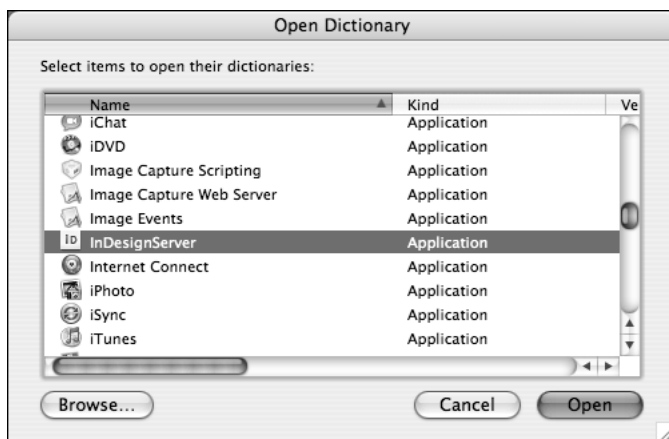 Open Dictionary
Select items to open their dictionaries:
Name Kind Ve
iChat Application
iDVD Application
Image Capture Scripting Application
Image Capture Web Server Application
Image Events Application
ID InDesignServer Application
Internet Connect Application
iPhoto Application
iSync Application
iTunes Application
Browse... Cancel Open